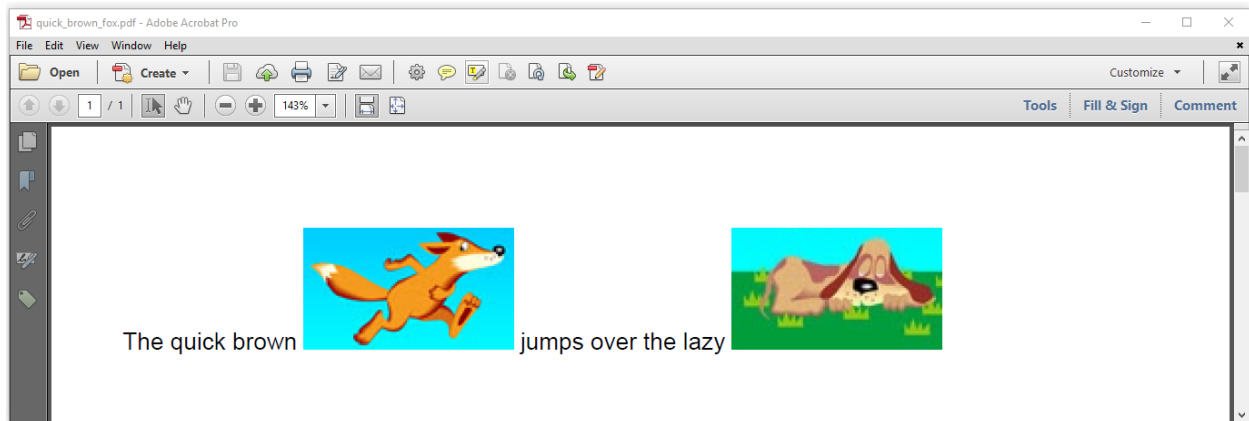 quick_brown_fox.pdf - Adobe Acrobat Pro
File Edit View Window Help
Open Create Customize
1 / 1 143% Tools Fill & Sign Comment
The quick brown jumps over the lazy